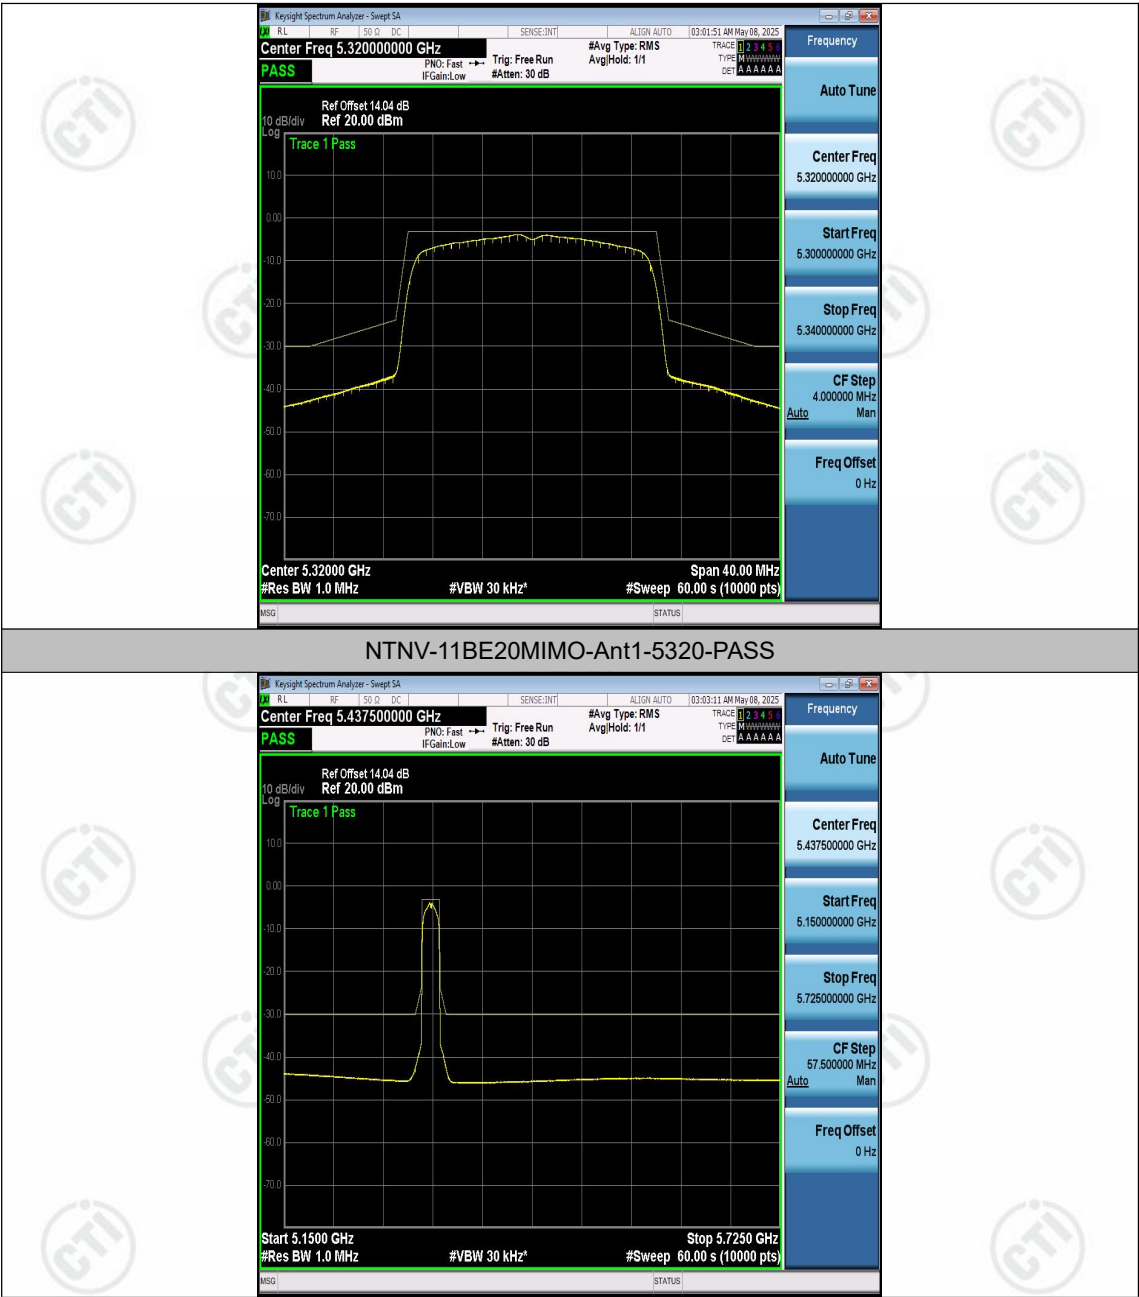 Keysight Spectrum Analyzer - Swept SA
RL RF 50 Ω DC SENSE:INT ALIGN AUTO 03:01:51 AM May 08, 2025
Center Freq 5.320000000 GHz
PASS
PNO: Fast
IFGain:Low
Trig: Free Run
#Atten: 30 dB
#Avg Type: RMS
Avg|Hold: 1/1
TRACE 1 2 3 4 5 6
TYPE M WWWWW
DET A A A A A A
Frequency
Auto Tune
Ref Offset 14.04 dB
10 dB/div Ref 20.00 dBm
Log
Trace 1 Pass
10.0
0.00
-10.0
-20.0
-30.0
-40.0
-50.0
-60.0
-70.0
Center Freq
5.320000000 GHz
Start Freq
5.300000000 GHz
Stop Freq
5.340000000 GHz
CF Step
4.000000 MHz
Auto Man
Freq Offset
0 Hz
Center 5.32000 GHz Span 40.00 MHz
#Res BW 1.0 MHz #VBW 30 kHz* #Sweep 60.00 s (10000 pts)
MSG STATUS
NTNV-11BE20MIMO-Ant1-5320-PASS
Keysight Spectrum Analyzer - Swept SA
RL RF 50 Ω DC SENSE:INT ALIGN AUTO 03:03:11 AM May 08, 2025
Center Freq 5.437500000 GHz
PASS
PNO: Fast
IFGain:Low
Trig: Free Run
#Atten: 30 dB
#Avg Type: RMS
Avg|Hold: 1/1
TRACE 1 2 3 4 5 6
TYPE M WWWWW
DET A A A A A A
Frequency
Auto Tune
Ref Offset 14.04 dB
10 dB/div Ref 20.00 dBm
Log
Trace 1 Pass
10.0
0.00
-10.0
-20.0
-30.0
-40.0
-50.0
-60.0
-70.0
Center Freq
5.437500000 GHz
Start Freq
5.150000000 GHz
Stop Freq
5.725000000 GHz
CF Step
57.500000 MHz
Auto Man
Freq Offset
0 Hz
Start 5.1500 GHz Stop 5.7250 GHz
#Res BW 1.0 MHz #VBW 30 kHz* #Sweep 60.00 s (10000 pts)
MSG STATUS
CTI
CTI
CTI
CTI
CTI
CTI
CTI
CTI
CTI
CTI